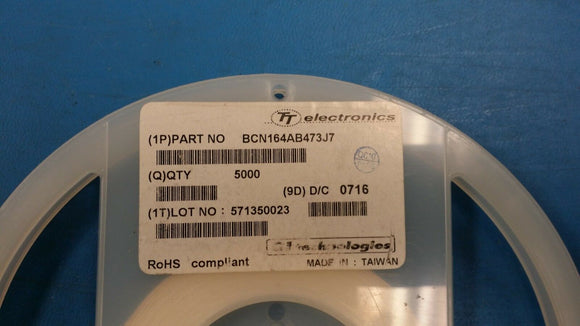 TT electronics
(1P)PART NO BCN164AB473J7
(Q)QTY 5000
(9D) D/C 0716
(1T)LOT NO : 571350023
technologies
RoHS compliant MADE IN : TAIWAN